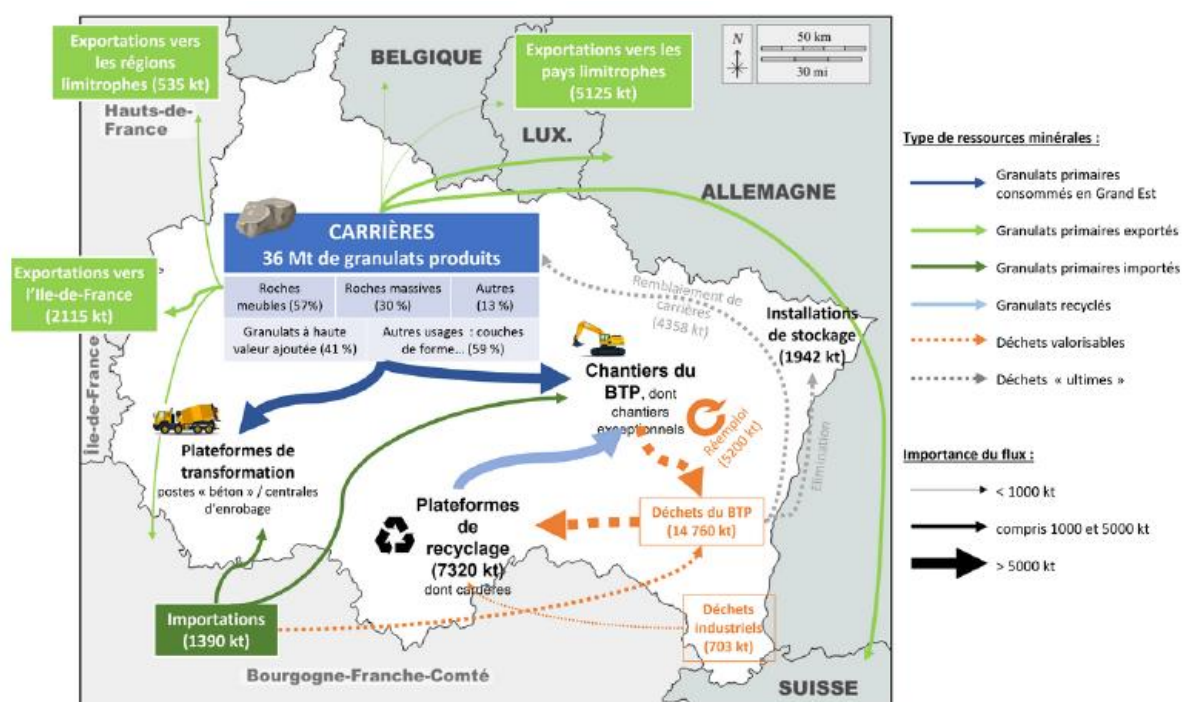 Exportations vers
les régions
limitrophes (535 kt)
BELGIQUE
Exportations vers les
pays limitrophes
(5125 kt)
N
50 km
30 mi
Hauts-de-
France
LUX.
ALLEMAGNE
CARRIÈRES
36 Mt de granulats produits
Roches
meubles (57%)
Roches massives
(30 %)
Autres
(13 %)
Granulats à haute
valeur ajoutée (41 %)
Autres usages : couches
de forme... (59 %)
Exportations vers
l'Ile-de-France
(2115 kt)
Île-de-France
Remblaiement de
carrières
(4358 kt)
Installations
de stockage
(1942 kt)
Chantiers du
BTP, dont
chantiers
exceptionnels
Réemploi
(5200 kt)
Elimination
Plateformes de
transformation
postes « béton » / centrales
d'enrobage
Plateformes
de
recyclage
(7320 kt)
dont carrières
Déchets du BTP
(14 760 kt)
Importations
(1390 kt)
Déchets
industriels
(703 kt)
Bourgogne-Franche-Comté
SUISSE
Type de ressources minérales :
Granulats primaires
consommés en Grand Est
Granulats primaires exportés
Granulats primaires importés
Granulats recyclés
Déchets valorisables
Déchets « ultimes »
Importance du flux :
< 1000 kt
compris 1000 et 5000 kt
> 5000 kt